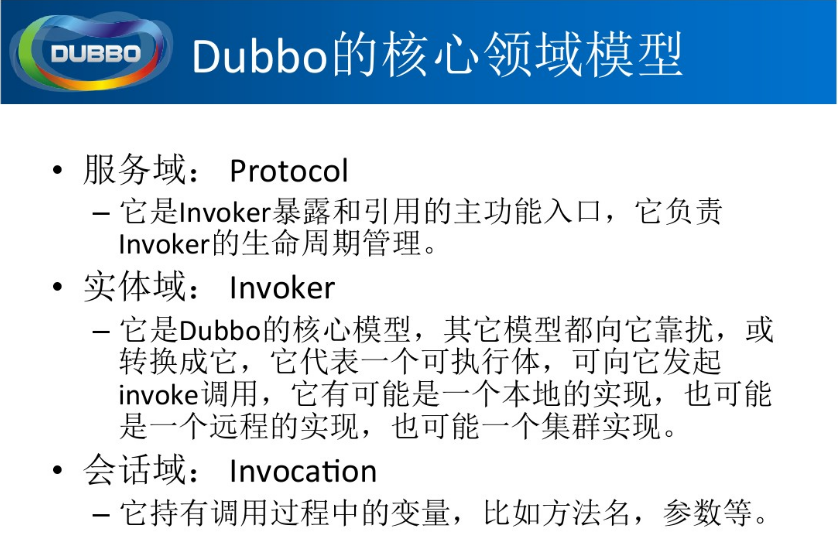 DUBBO
Dubbo的核心领域模型
• 服务域： Protocol
– 它是Invoker暴露和引用的主功能入口，它负责
Invoker的生命周期管理。
• 实体域： Invoker
– 它是Dubbo的核心模型，其它模型都向它靠扰，或
转换成它，它代表一个可执行体，可向它发起
invoke调用，它有可能是一个本地的实现，也可能
是一个远程的实现，也可能一个集群实现。
• 会话域： Invocation
– 它持有调用过程中的变量，比如方法名，参数等。